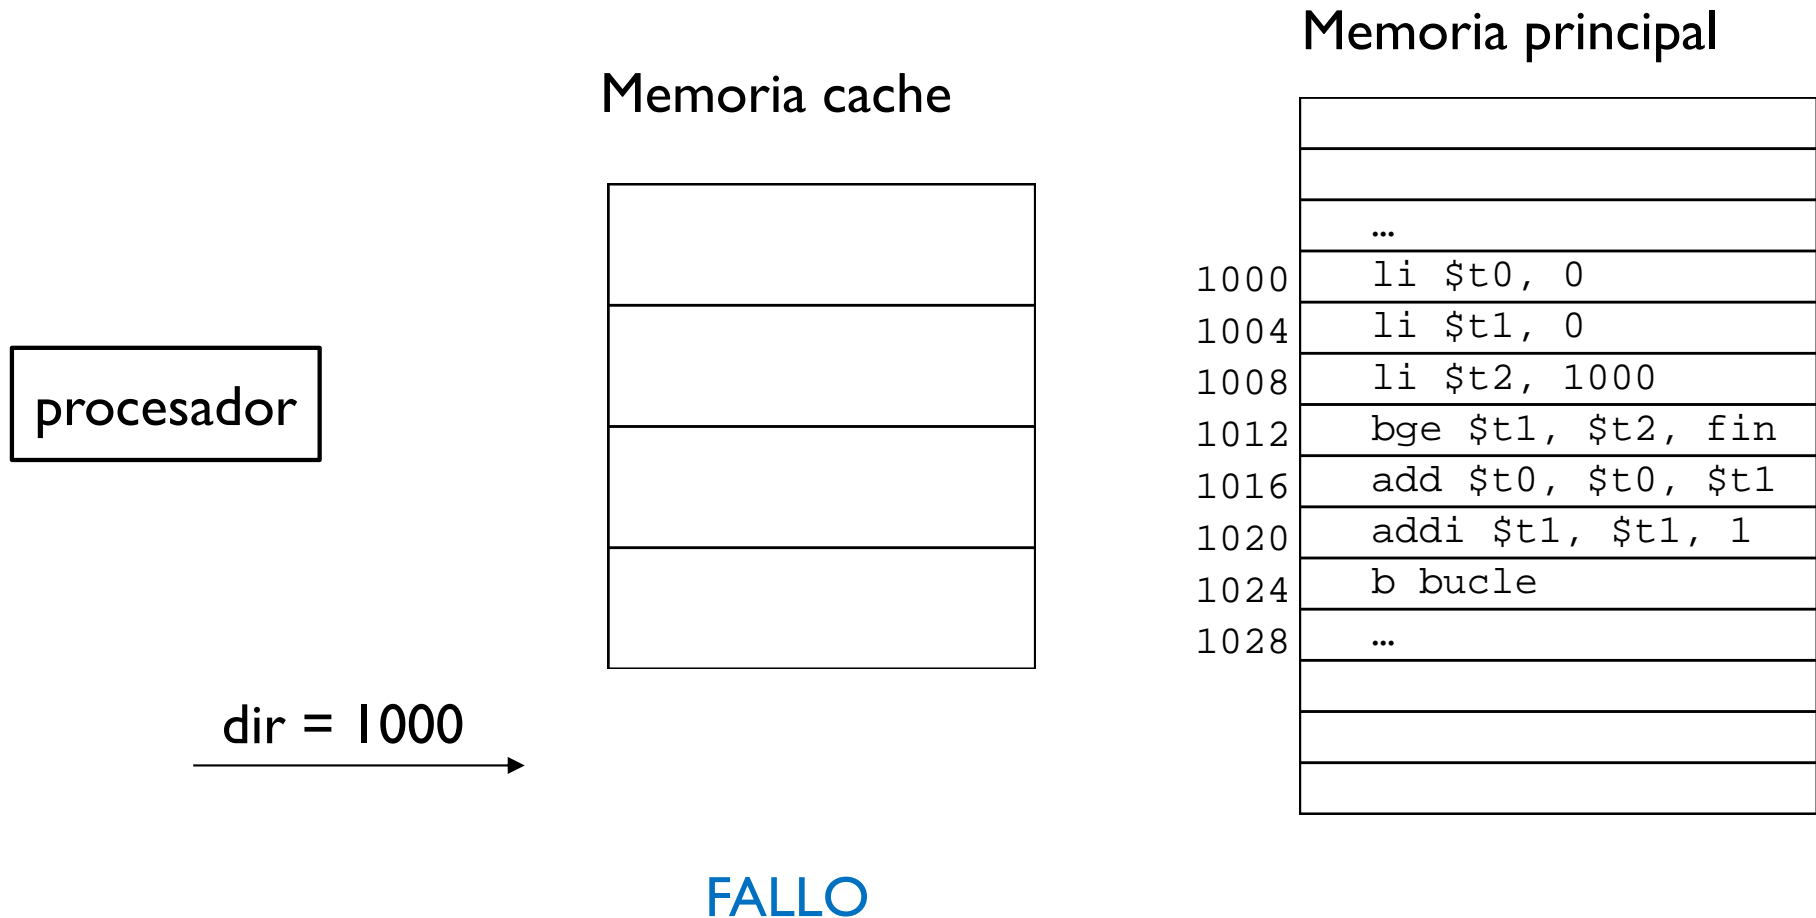 Memoria principal
Memoria cache
…
1000 li $t0, 0
1004 li $t1, 0
1008 li $t2, 1000
procesador
1012 bge $t1, $t2, fin
1016 add $t0, $t0, $t1
1020 addi $t1, $t1, 1
1024 b bucle
1028 …
dir = 1000
FALLO